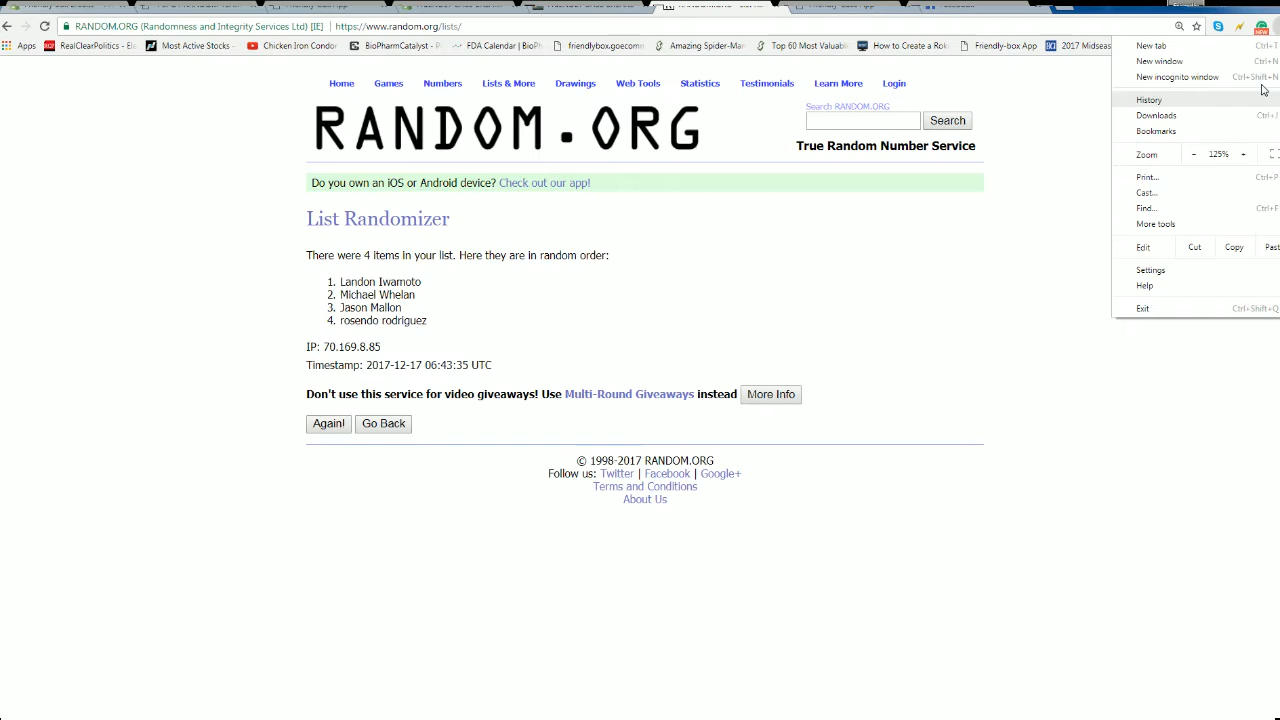 RANDOM.ORG (Randomness and Integrity Services Ltd) [IE] https://www.random.org/lists/
Apps RealClearPolitics - Most Active Stocks Chicken Iron Condor BioPharmCatalyst - FDA Calendar | BioPh friendlybox.goecomm Amazing Spider-Man Top 60 Most Valuabl How to Create a Rok Friendly-box App 2017 Midseas
New tab Ctrl+T
New window Ctrl+N
New incognito window Ctrl+Shift+N
History
Downloads Ctrl+J
Bookmarks
Zoom - 125% +
Print... Ctrl+P
Cast...
Find... Ctrl+F
More tools
Edit Cut Copy Past
Settings
Help
Exit Ctrl+Shift+Q
Home Games Numbers Lists & More Drawings Web Tools Statistics Testimonials Learn More Login
RANDOM.ORG
Search RANDOM.ORG
Search
True Random Number Service
Do you own an iOS or Android device? Check out our app!
List Randomizer
There were 4 items in your list. Here they are in random order:
1. Landon Iwamoto
2. Michael Whelan
3. Jason Mallon
4. rosendo rodriguez
IP: 70.169.8.85
Timestamp: 2017-12-17 06:43:35 UTC
Don't use this service for video giveaways! Use Multi-Round Giveaways instead More Info
Again! Go Back
© 1998-2017 RANDOM.ORG
Follow us: Twitter | Facebook | Google+
Terms and Conditions
About Us